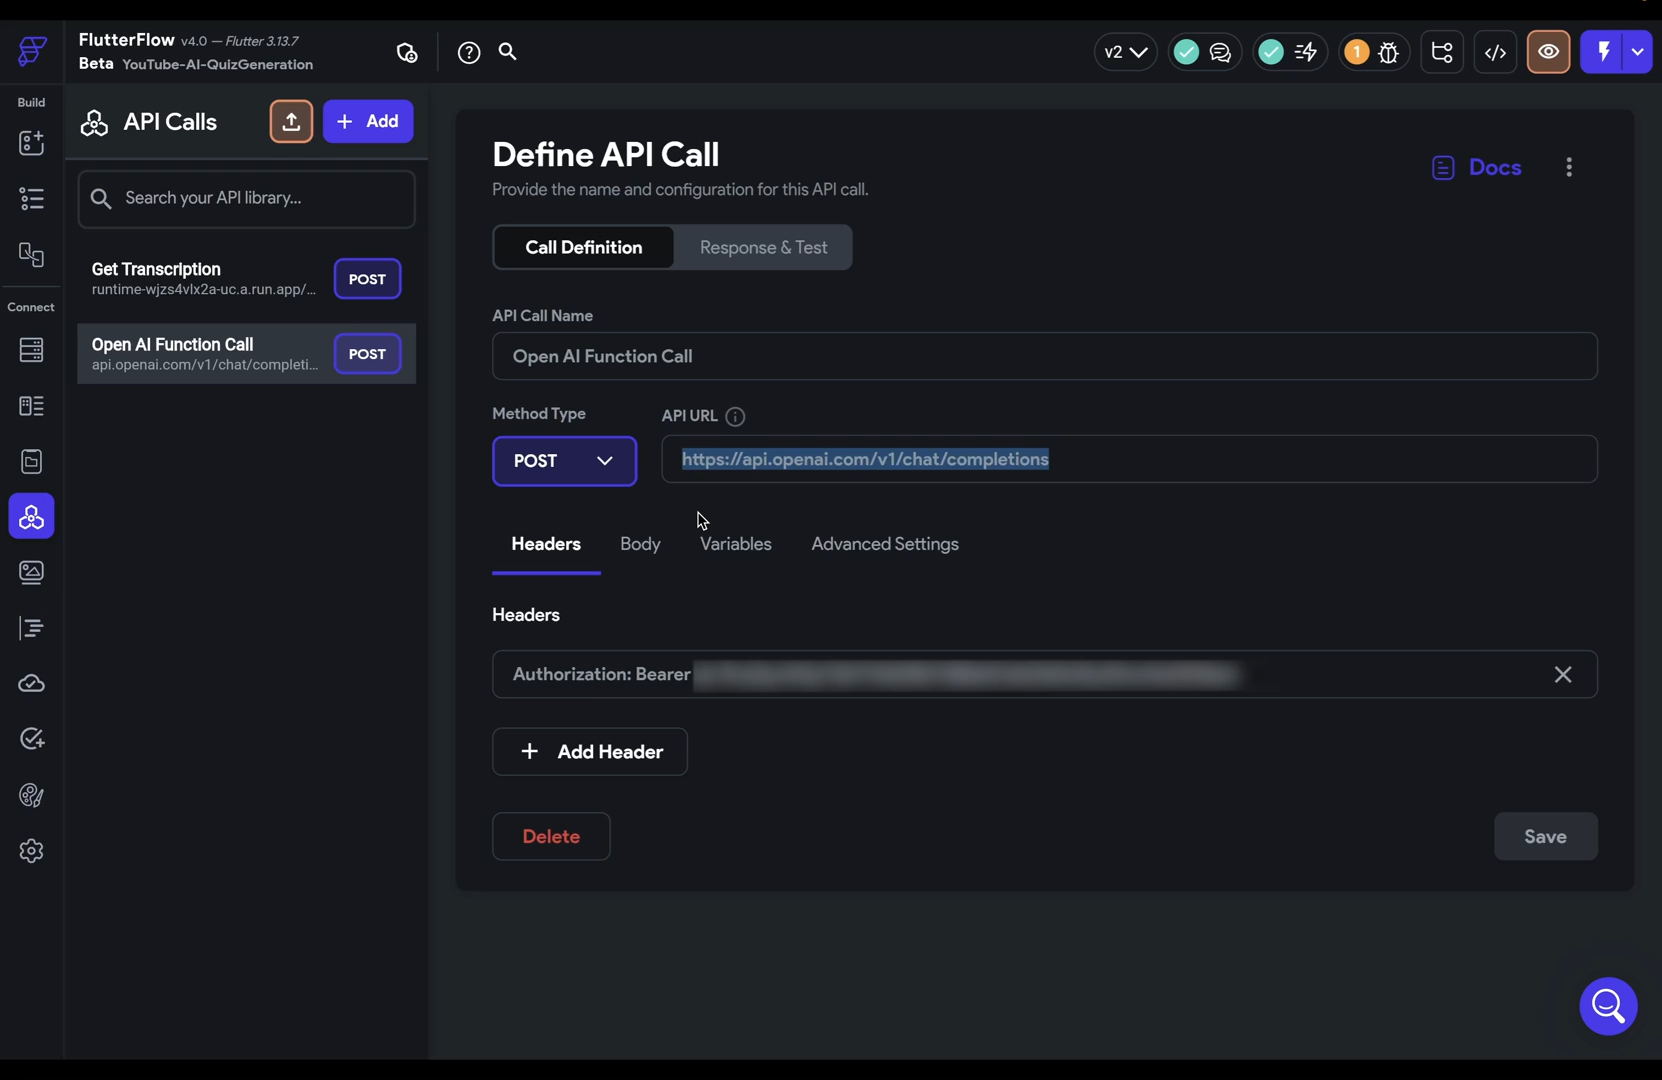 FlutterFlow v4.0 — Flutter 3.13.7
Beta YouTube-AI-QuizGeneration
v2
1
Build
API Calls
+ Add
Search your API library...
Get Transcription
runtime-wjzs4vlx2a-uc.a.run.app/...
POST
Connect
Open AI Function Call
api.openai.com/v1/chat/completi...
POST
Define API Call
Provide the name and configuration for this API call.
Docs
Call Definition
Response & Test
API Call Name
Open AI Function Call
Method Type
API URL
POST
https://api.openai.com/v1/chat/completions
Headers
Body
Variables
Advanced Settings
Headers
Authorization: Bearer
+ Add Header
Delete
Save